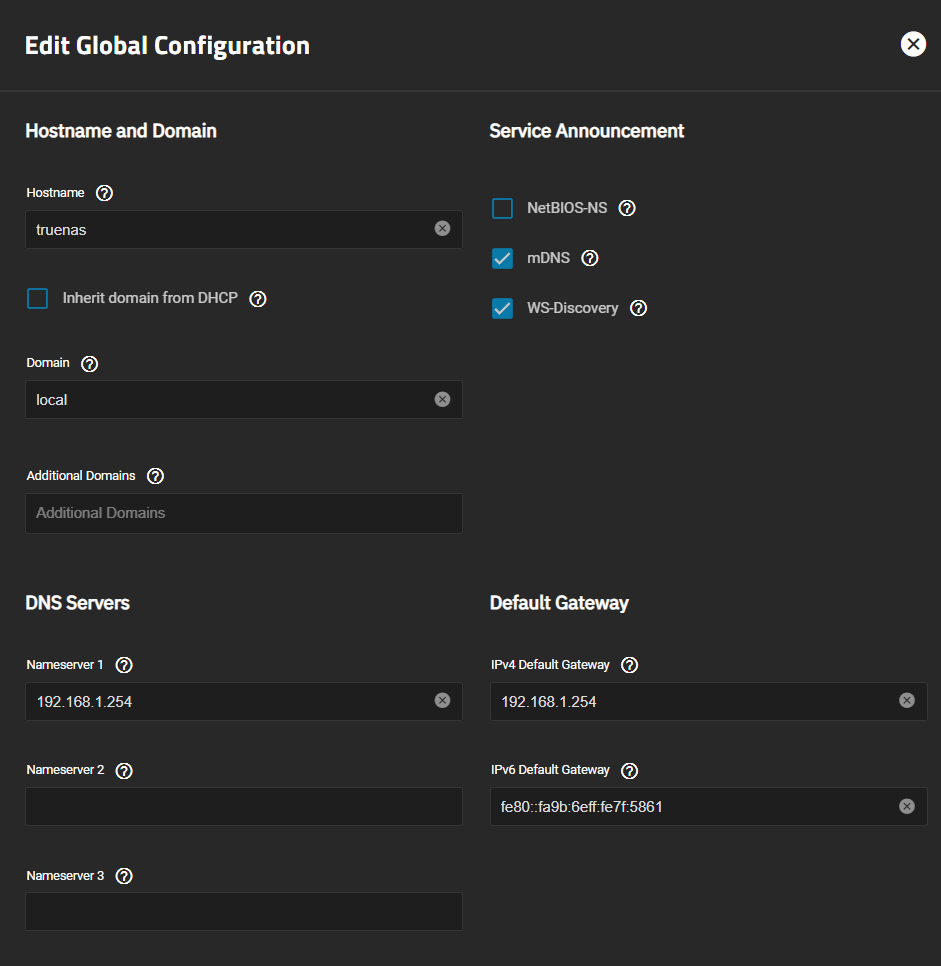 Edit Global Configuration
Hostname and Domain
Hostname
truenas
Inherit domain from DHCP
Domain
local
Additional Domains
Additional Domains
Service Announcement
NetBIOS-NS
mDNS
WS-Discovery
DNS Servers
Nameserver 1
192.168.1.254
Nameserver 2
Nameserver 3
Default Gateway
IPv4 Default Gateway
192.168.1.254
IPv6 Default Gateway
fe80::fa9b:6eff:fe7f:5861